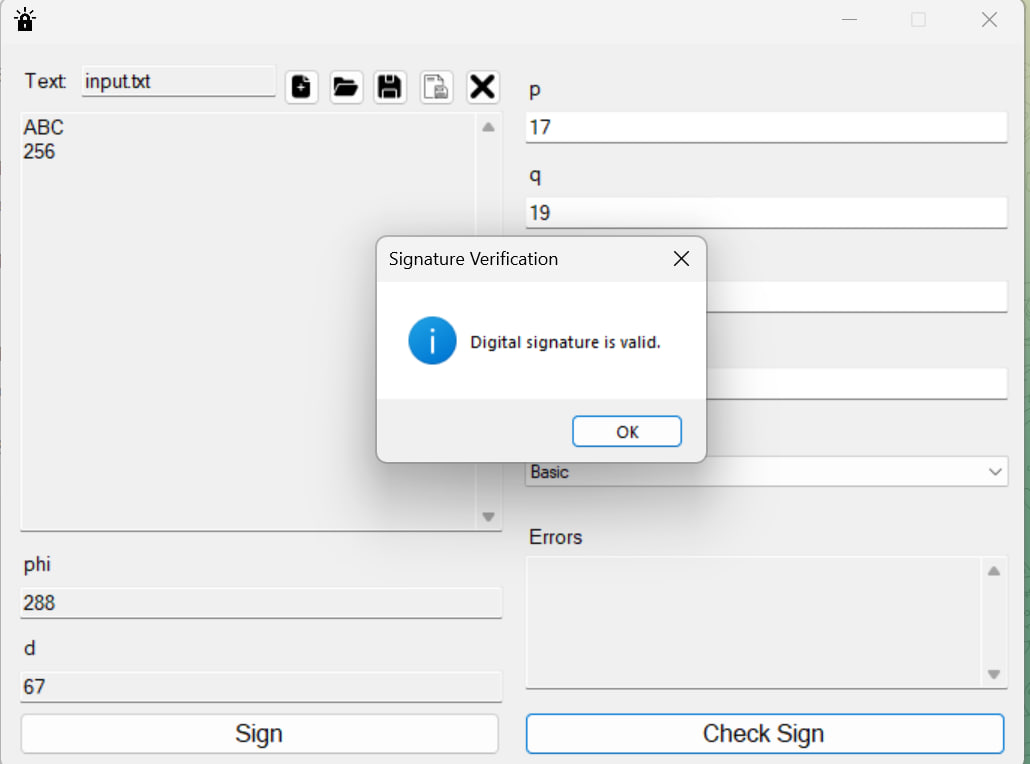 Text:
input.txt
ABC
256
p
17
q
19
Signature Verification
Digital signature is valid.
OK
Basic
Errors
phi
288
d
67
Sign
Check Sign